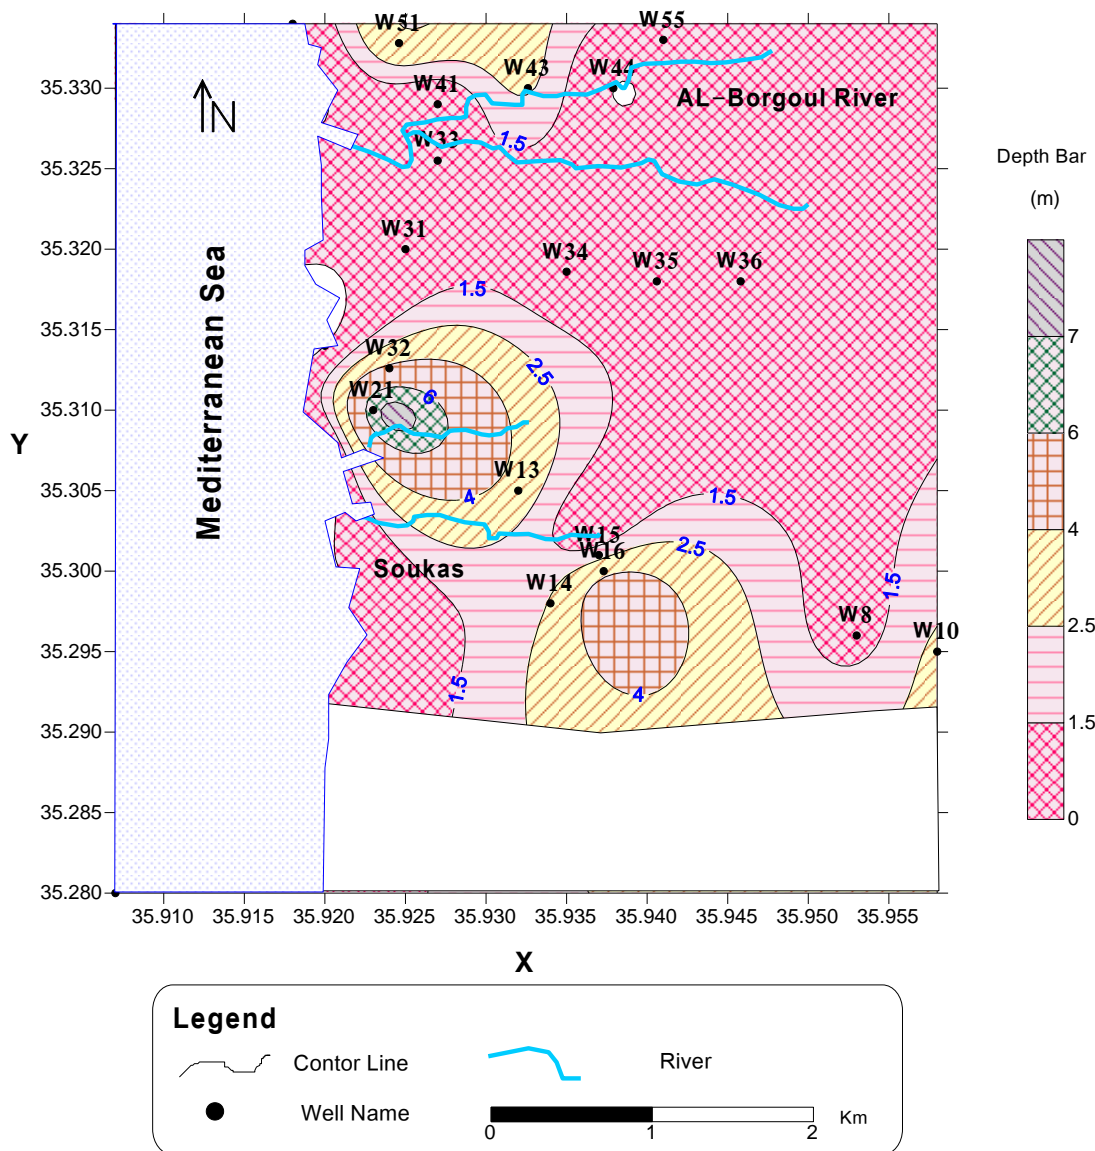 W51
W55
35.330
W41
W43
W44
AL-Borgoul River
N
W33
1.5
35.325
Depth Bar
(m)
35.320
W31
W34
W35
W36
Mediterranean Sea
1.5
35.315
W32
2.5
7
W21
6
35.310
Y
6
W13
35.305
4
1.5
4
W15
W16
2.5
35.300
Soukas
W14
1.5
W8
W10
2.5
35.295
1.5
4
1.5
35.290
35.285
0
35.280
35.910 35.915 35.920 35.925 35.930 35.935 35.940 35.945 35.950 35.955
X
Legend
Contor Line
River
Well Name
0 1 2 Km